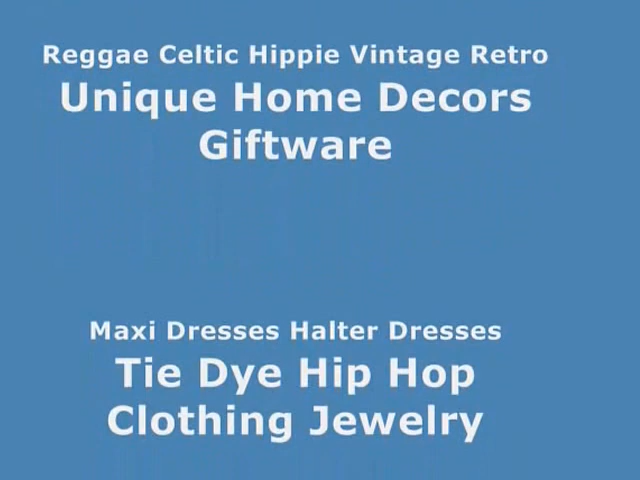 Reggae Celtic Hippie Vintage Retro
Unique Home Decors
Giftware
Maxi Dresses Halter Dresses
Tie Dye Hip Hop
Clothing Jewelry